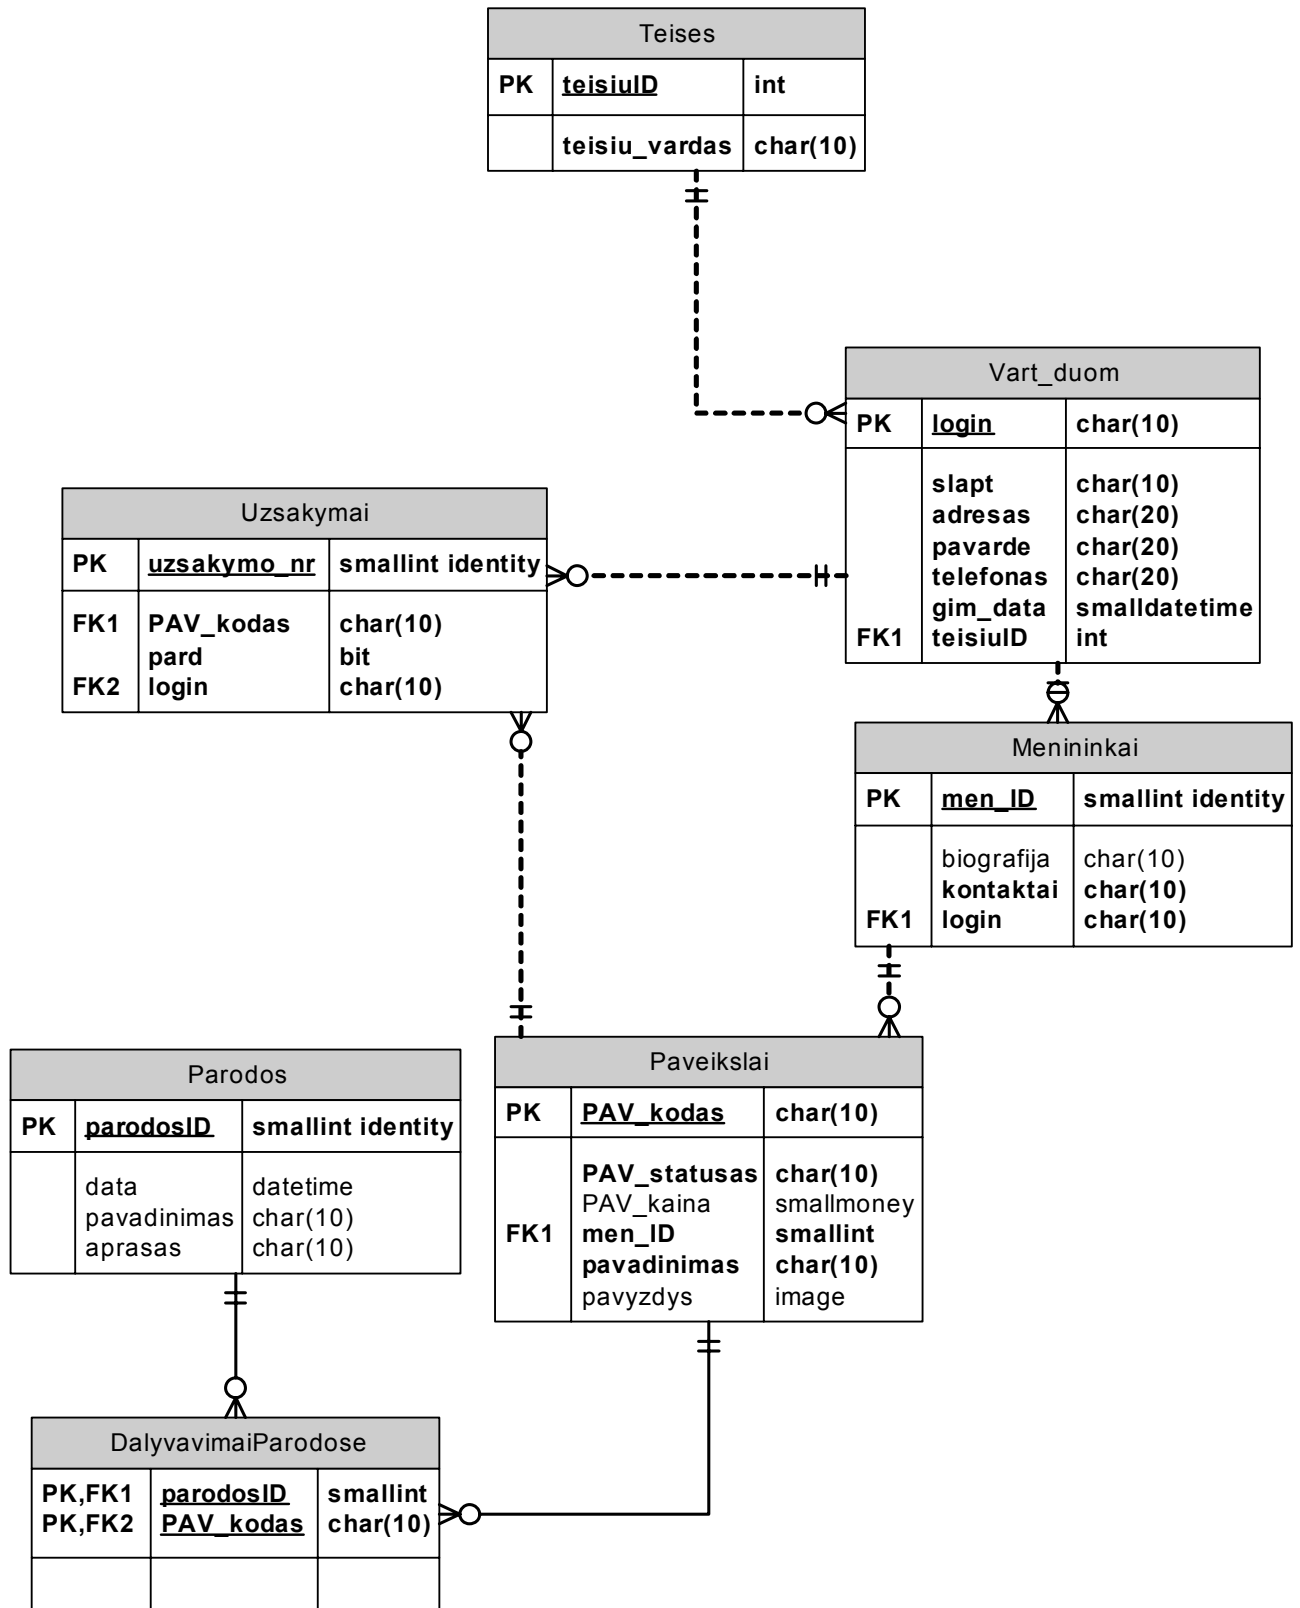 Teises
PK teisiuID int
teisiu_vardas char(10)
Vart_duom
PK login char(10)
slapt char(10)
adresas char(20)
pavarde char(20)
telefonas char(20)
gim_data smalldatetime
FK1 teisiuID int
Uzsakymai
PK uzsakymo_nr smallint identity
FK1 PAV_kodas char(10)
pard bit
FK2 login char(10)
Menininkai
PK men_ID smallint identity
biografija char(10)
kontaktai char(10)
FK1 login char(10)
Parodos
PK parodosID smallint identity
data datetime
pavadinimas char(10)
aprasas char(10)
Paveikslai
PK PAV_kodas char(10)
PAV_statusas char(10)
PAV_kaina smallmoney
FK1 men_ID smallint
pavadinimas char(10)
pavyzdys image
DalyvavimaiParodose
PK,FK1 parodosID smallint
PK,FK2 PAV_kodas char(10)